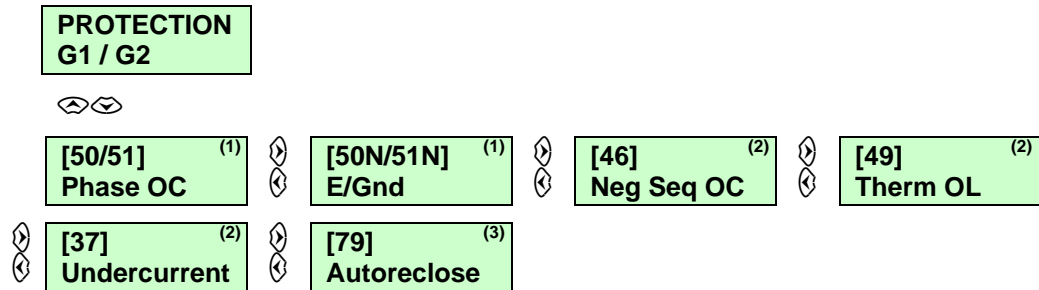 PROTECTION
G1 / G2
[50/51] (1)
Phase OC
[50N/51N] (1)
E/Gnd
[46] (2)
Neg Seq OC
[49] (2)
Therm OL
[37] (2)
Undercurrent
[79] (3)
Autoreclose